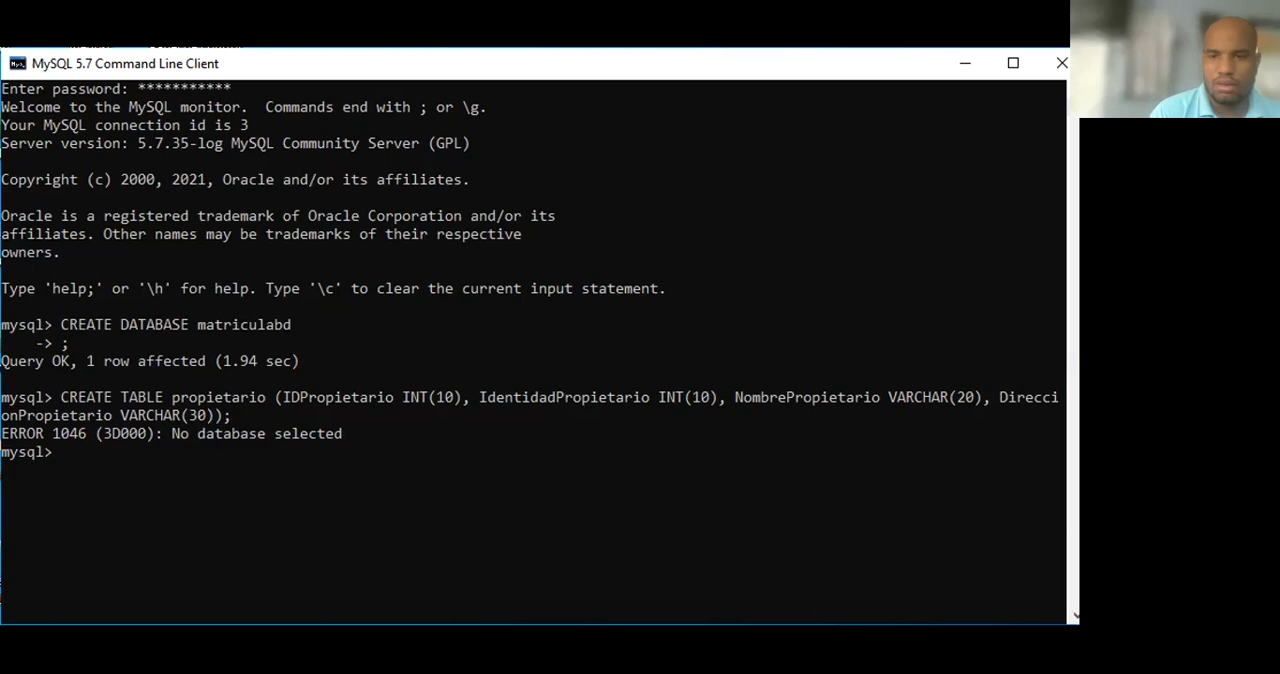 MySQL 5.7 Command Line Client
Enter password: ***********
Welcome to the MySQL monitor.  Commands end with ; or \g.
Your MySQL connection id is 3
Server version: 5.7.35-log MySQL Community Server (GPL)
Copyright (c) 2000, 2021, Oracle and/or its affiliates.
Oracle is a registered trademark of Oracle Corporation and/or its
affiliates. Other names may be trademarks of their respective
owners.
Type 'help;' or '\h' for help. Type '\c' to clear the current input statement.
mysql> CREATE DATABASE matriculabd
    -> ;
Query OK, 1 row affected (1.94 sec)
mysql> CREATE TABLE propietario (IDPropietario INT(10), IdentidadPropietario INT(10), NombrePropietario VARCHAR(20), Direcci
onPropietario VARCHAR(30));
ERROR 1046 (3D000): No database selected
mysql>